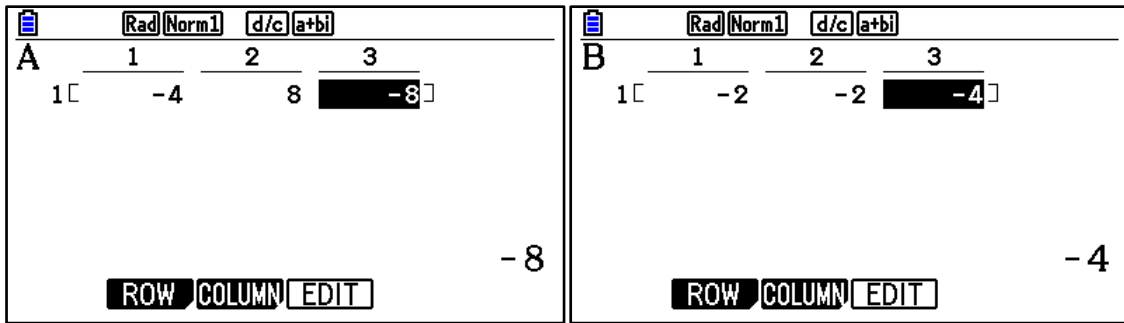 Rad Norm1 d/c a+bi
A 1 2 3
1[ -4 8 -8]
-8
ROW COLUMN EDIT
Rad Norm1 d/c a+bi
B 1 2 3
1[ -2 -2 -4]
-4
ROW COLUMN EDIT